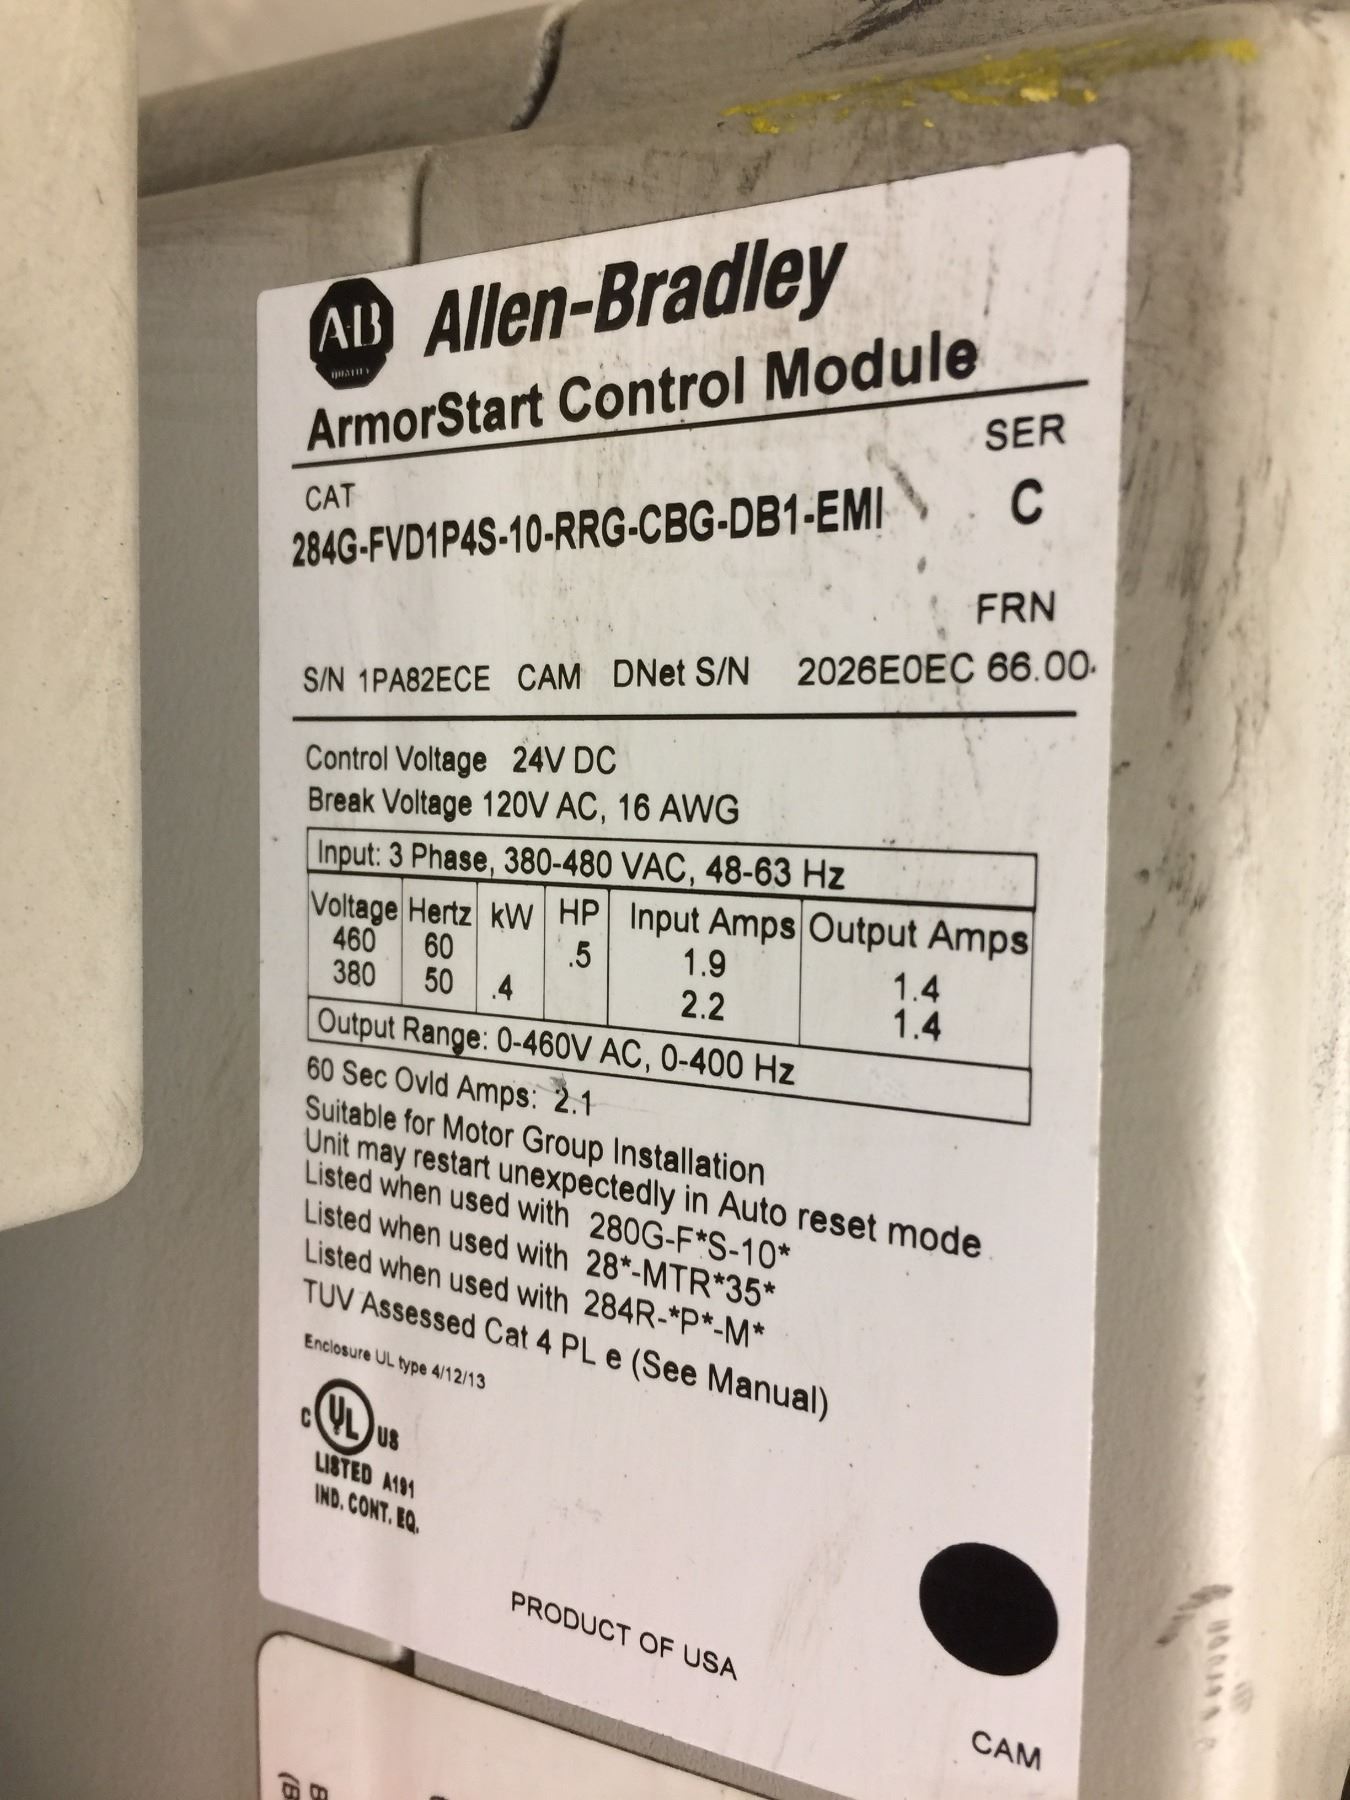 A-B
QUALITY
Allen-Bradley
ArmorStart Control Module
CAT
SER
284G-FVD1P4S-10-RRG-CBG-DB1-EMI
C
FRN
S/N 1PA82ECE CAM DNet S/N 2026E0EC 66.00
Control Voltage 24V DC
Break Voltage 120V AC, 16 AWG
Input: 3 Phase, 380-480 VAC, 48-63 Hz
Voltage Hertz kW HP Input Amps Output Amps
460 60 .5 1.9 1.4
380 50 .4 2.2 1.4
Output Range: 0-460V AC, 0-400 Hz
60 Sec Ovld Amps: 2.1
Suitable for Motor Group Installation
Unit may restart unexpectedly in Auto reset mode
Listed when used with 280G-F*S-10*
Listed when used with 28*-MTR*35*
Listed when used with 284R-*P*-M*
TUV Assessed Cat 4 PL e (See Manual)
Enclosure UL type 4/12/13
C UL US
LISTED A191
IND. CONT. EQ.
PRODUCT OF USA
CAM